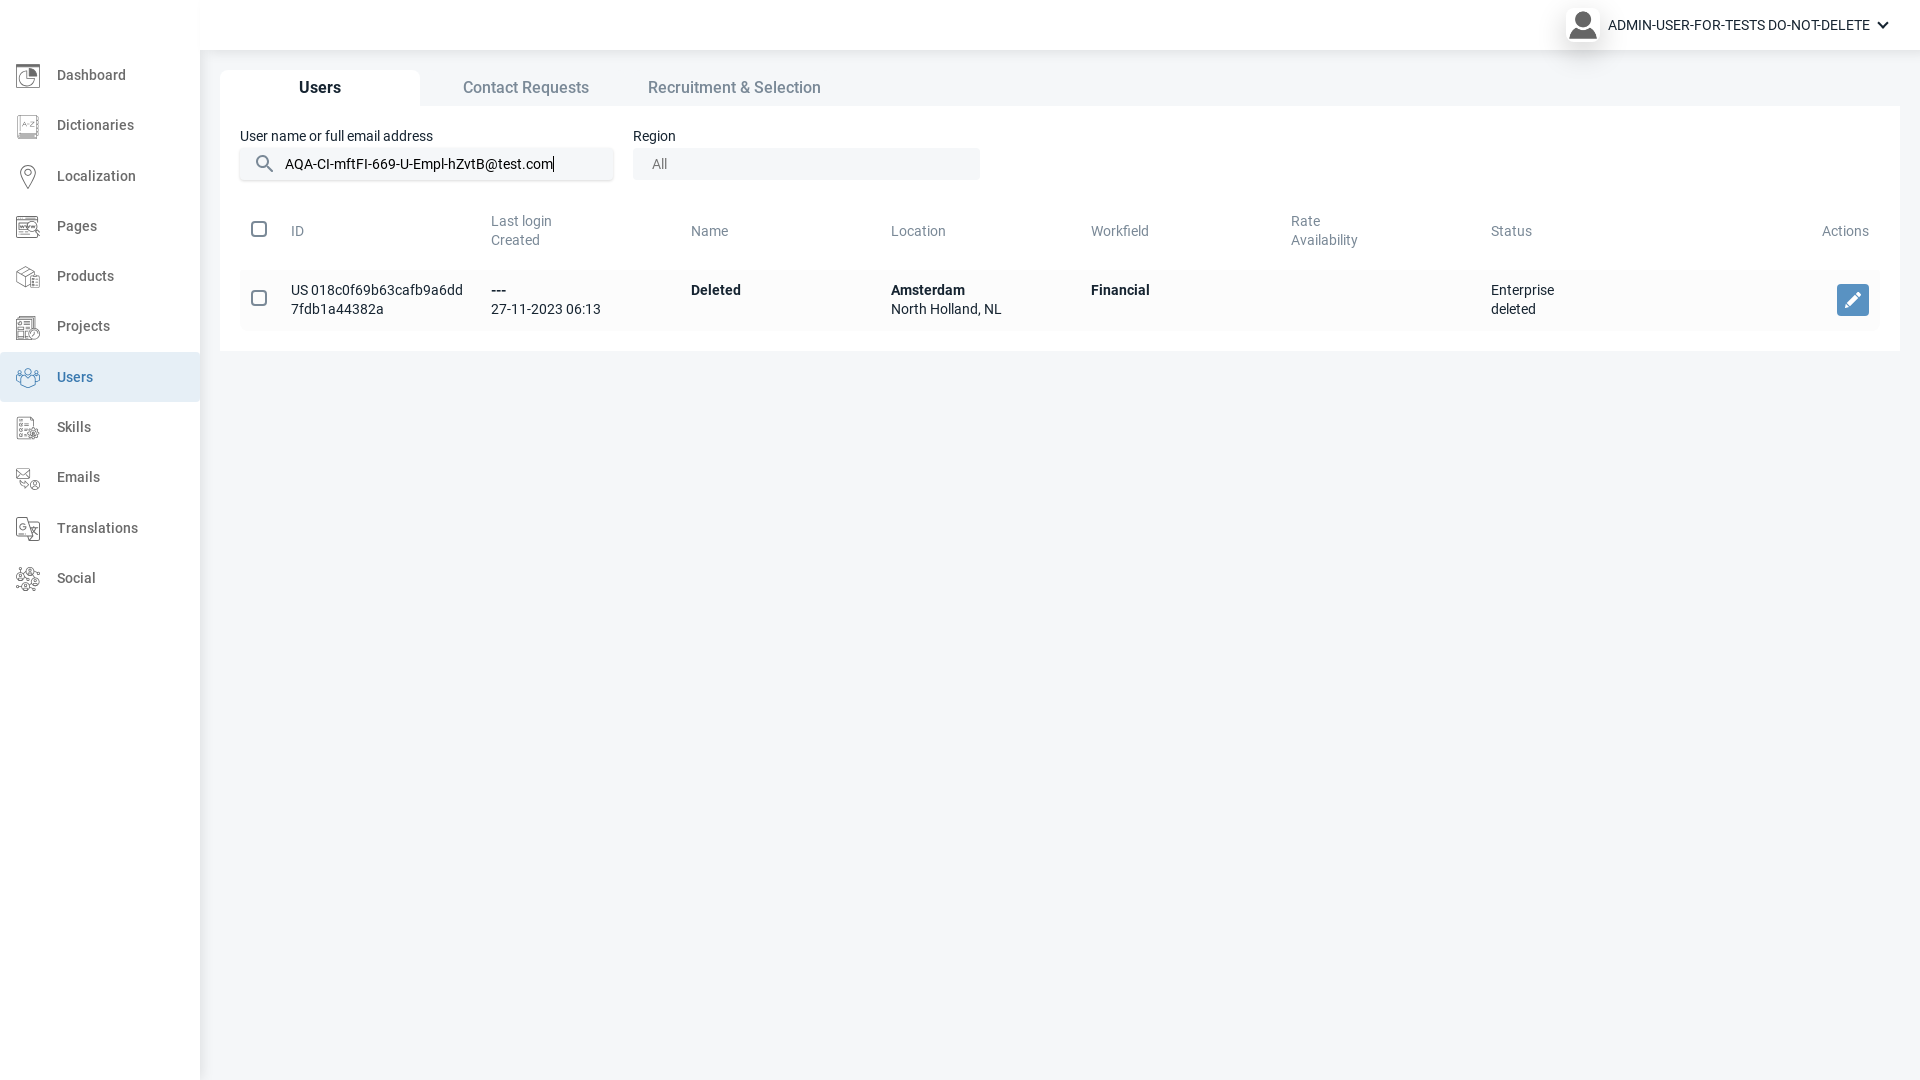 ADMIN-USER-FOR-TESTS DO-NOT-DELETE
Dashboard
Dictionaries
Localization
Pages
Products
Projects
Users
Skills
Emails
Translations
Social
Users Contact Requests Recruitment & Selection
User name or full email address Region
AQA-CI-mftFI-669-U-Empl-hZvtB@test.com All
ID Last login Name Location Workfield Rate Status Actions
Created Availability
US 018c0f69b63cafb9a6dd --- Deleted Amsterdam Financial Enterprise
7fdb1a44382a 27-11-2023 06:13 North Holland, NL deleted